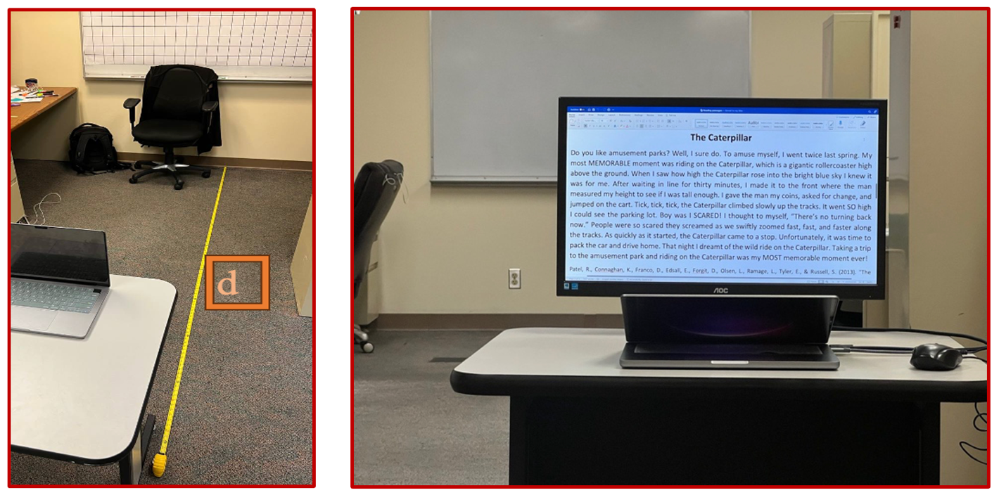 d
The Caterpillar
Do you like amusement parks? Well, I sure do. To amuse myself, I went twice last spring. My
most MEMORABLE moment was riding on the Caterpillar, which is a gigantic rollercoaster high
above the ground. When I saw how high the Caterpillar rose into the bright blue sky I knew it
was for me. After waiting in line for thirty minutes, I made it to the front where the man
measured my height to see if I was tall enough. I gave the man my coins, asked for change, and
jumped on the cart. Tick, tick, tick, the Caterpillar climbed slowly up the tracks. It went SO high
I could see the parking lot. Boy was I SCARED! I thought to myself, “There’s no turning back
now.” People were so scared they screamed as we swiftly zoomed fast, fast, and faster along
the tracks. As quickly as it started, the Caterpillar came to a stop. Unfortunately, it was time to
pack the car and drive home. That night I dreamt of the wild ride on the Caterpillar. Taking a trip
to the amusement park and riding on the Caterpillar was my MOST memorable moment ever!
Patel, R., Connaghan, K., Franco, D., Edsall, E., Forgit, D., Olsen, L., Ramage, L., Tyler, E., & Russell, S. (2013). “The
AOC